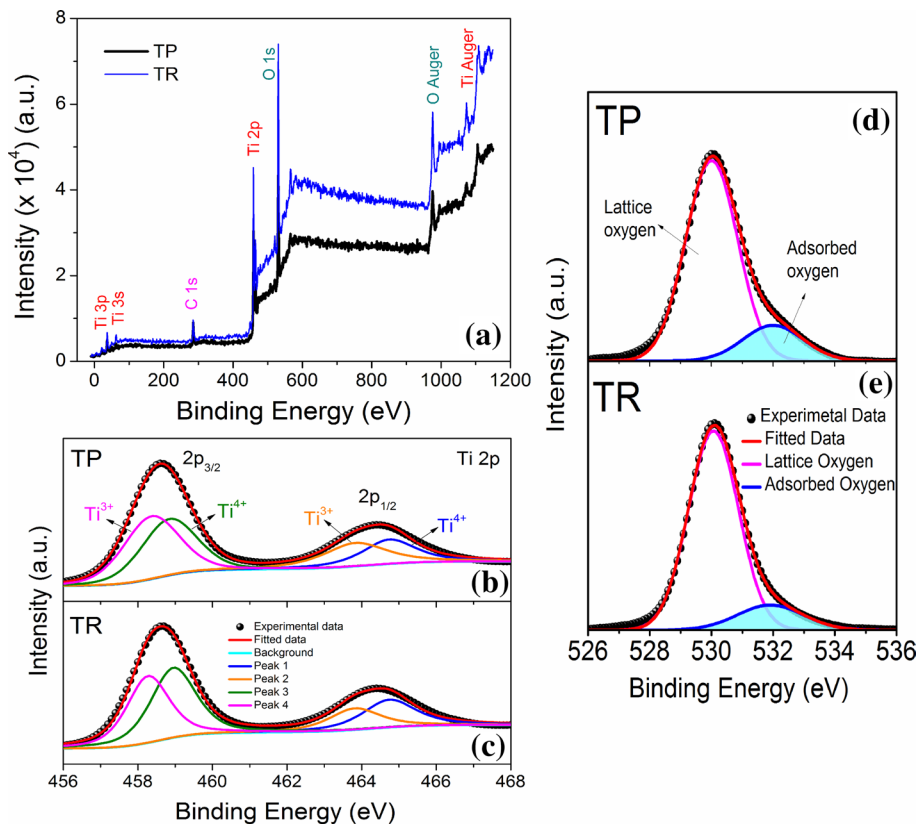 Intensity (x 10⁴) (a.u.)
8
6
4
2
0
TP
TR
Ti 3p
Ti 3s
C 1s
Ti 2p
O 1s
O Auger
Ti Auger
(a)
0 200 400 600 800 1000 1200
Binding Energy (eV)
Intensity (a.u.)
TP
2p3/2
Ti 2p
Ti3+
Ti4+
2p1/2
Ti3+
Ti4+
(b)
TR
Experimental data
Fitted data
Background
Peak 1
Peak 2
Peak 3
Peak 4
(c)
456 458 460 462 464 466 468
Binding Energy (eV)
Intensity (a.u.)
TP
(d)
Lattice
oxygen
Adsorbed
oxygen
TR
(e)
Experimetal Data
Fitted Data
Lattice Oxygen
Adsorbed Oxygen
526 528 530 532 534 536
Binding Energy (eV)